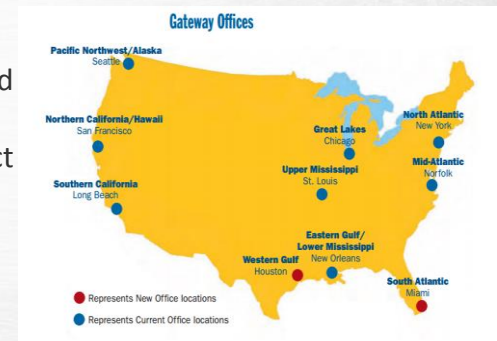 Gateway Offices
Pacific Northwest/Alaska
Seattle
d
Northern California/Hawaii
San Francisco
ct
Great Lakes
Chicago
North Atlantic
New York
Mid-Atlantic
Norfolk
Upper Mississippi
St. Louis
Southern California
Long Beach
Eastern Gulf/
Lower Mississippi
New Orleans
Western Gulf
Houston
South Atlantic
Miami
Represents New Office locations
Represents Current Office locations